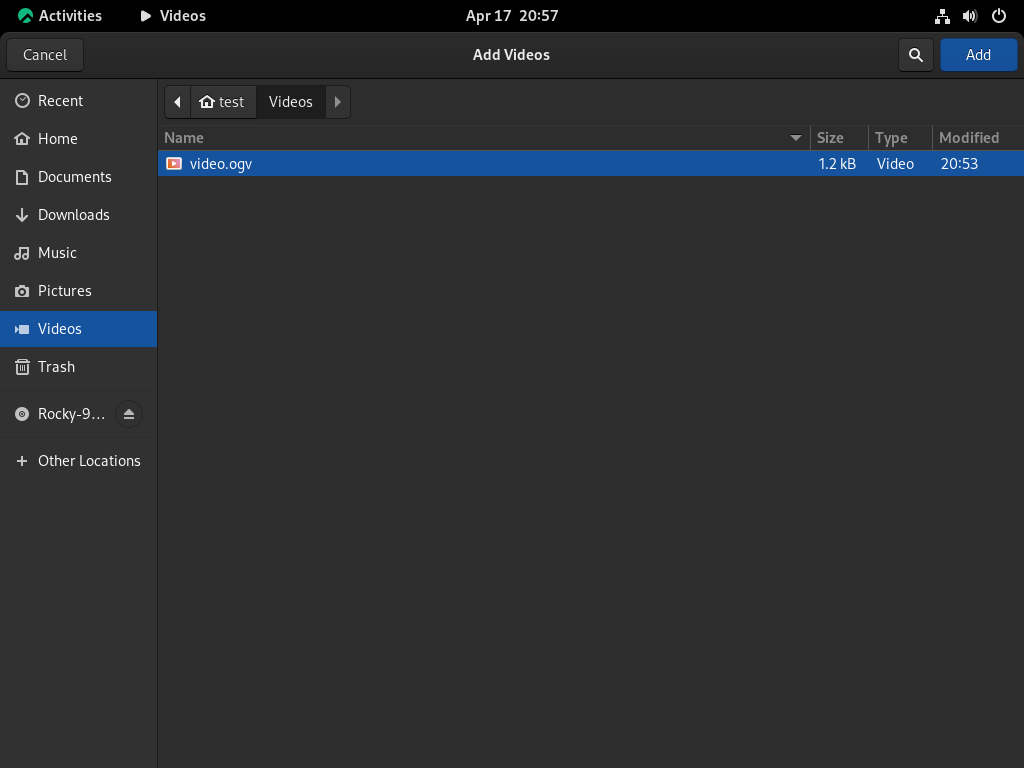 Activities Videos Apr 17 20:57
Cancel Add Videos Add
Recent
Home
Documents
Downloads
Music
Pictures
Videos
Trash
Rocky-9…
Other Locations
test Videos
Name Size Type Modified
video.ogv 1.2 kB Video 20:53